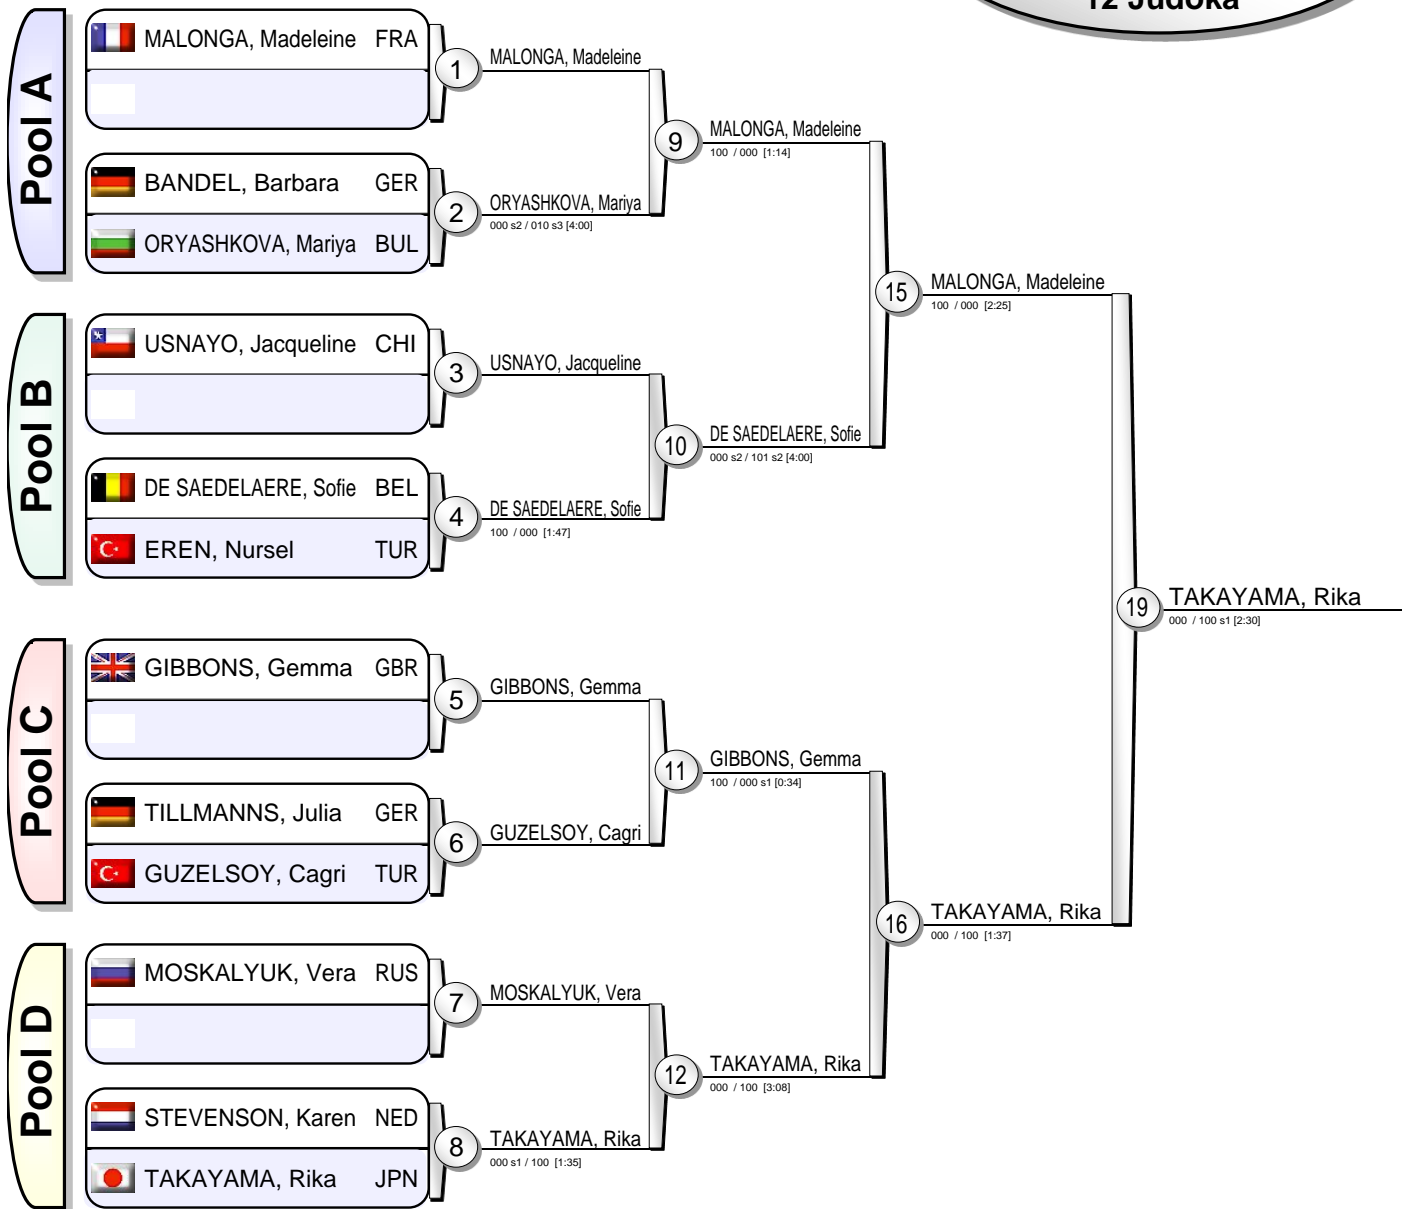 12 Judoka
Pool A
MALONGA, Madeleine FRA
1
MALONGA, Madeleine
BANDEL, Barbara GER
ORYASHKOVA, Mariya BUL
2
ORYASHKOVA, Mariya
000 s2 / 010 s3 [4:00]
9
MALONGA, Madeleine
100 / 000 [1:14]
Pool B
USNAYO, Jacqueline CHI
3
USNAYO, Jacqueline
DE SAEDELAERE, Sofie BEL
EREN, Nursel TUR
4
DE SAEDELAERE, Sofie
100 / 000 [1:47]
10
DE SAEDELAERE, Sofie
000 s2 / 101 s2 [4:00]
15
MALONGA, Madeleine
100 / 000 [2:25]
Pool C
GIBBONS, Gemma GBR
5
GIBBONS, Gemma
TILLMANNS, Julia GER
GUZELSOY, Cagri TUR
6
GUZELSOY, Cagri
11
GIBBONS, Gemma
100 / 000 s1 [0:34]
Pool D
MOSKALYUK, Vera RUS
7
MOSKALYUK, Vera
STEVENSON, Karen NED
TAKAYAMA, Rika JPN
8
TAKAYAMA, Rika
000 s1 / 100 [1:35]
12
TAKAYAMA, Rika
000 / 100 [3:08]
16
TAKAYAMA, Rika
000 / 100 [1:37]
19
TAKAYAMA, Rika
000 / 100 s1 [2:30]